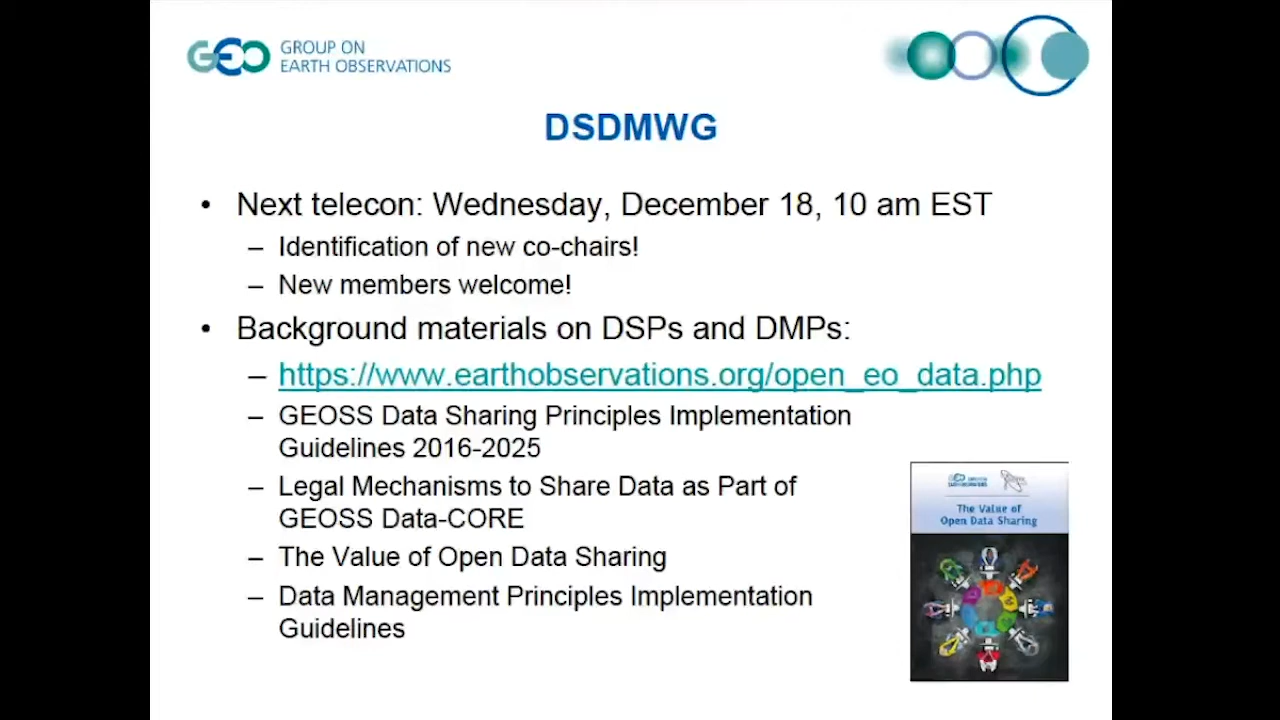 GEO GROUP ON
EARTH OBSERVATIONS
DSDMWG
• Next telecon: Wednesday, December 18, 10 am EST
– Identification of new co-chairs!
– New members welcome!
• Background materials on DSPs and DMPs:
– https://www.earthobservations.org/open_eo_data.php
– GEOSS Data Sharing Principles Implementation
Guidelines 2016-2025
– Legal Mechanisms to Share Data as Part of
GEOSS Data-CORE
– The Value of Open Data Sharing
– Data Management Principles Implementation
Guidelines
The Value of
Open Data Sharing